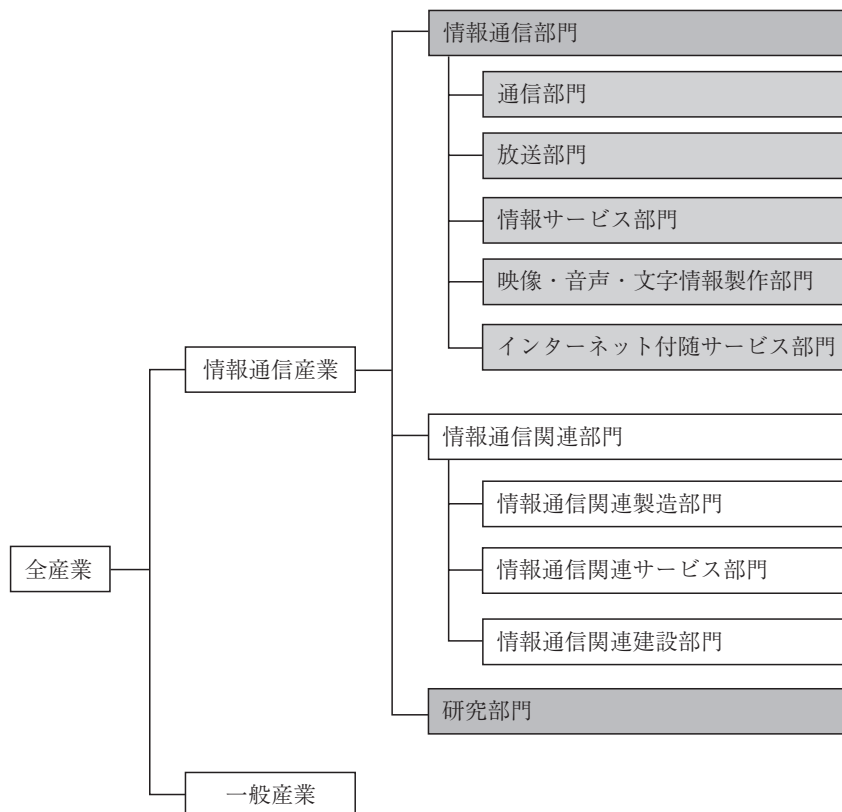 情報通信部門
通信部門
放送部門
情報サービス部門
映像・音声・文字情報製作部門
インターネット付随サービス部門
情報通信産業
情報通信関連部門
情報通信関連製造部門
全産業
情報通信関連サービス部門
情報通信関連建設部門
研究部門
一般産業